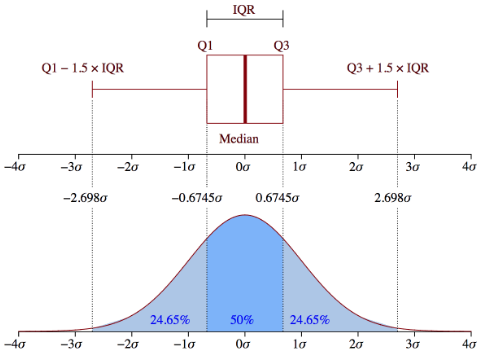 IQR
Q1 Q3
Q1 − 1.5 × IQR Q3 + 1.5 × IQR
Median
−4σ −3σ −2σ −1σ 0σ 1σ 2σ 3σ 4σ
−2.698σ −0.6745σ 0.6745σ 2.698σ
24.65% 50% 24.65%
−4σ −3σ −2σ −1σ 0σ 1σ 2σ 3σ 4σ